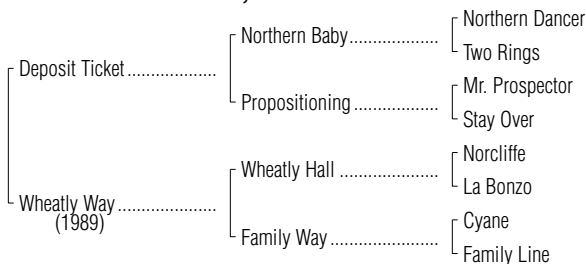 Northern Dancer
Northern Baby....................
Two Rings
Deposit Ticket....................
Mr. Prospector
Propositioning ....................
Stay Over
Norcliffe
Wheatly Hall ....................
La Bonzo
Wheatly Way....................
(1989)
Cyane
Family Way....................
Family Line